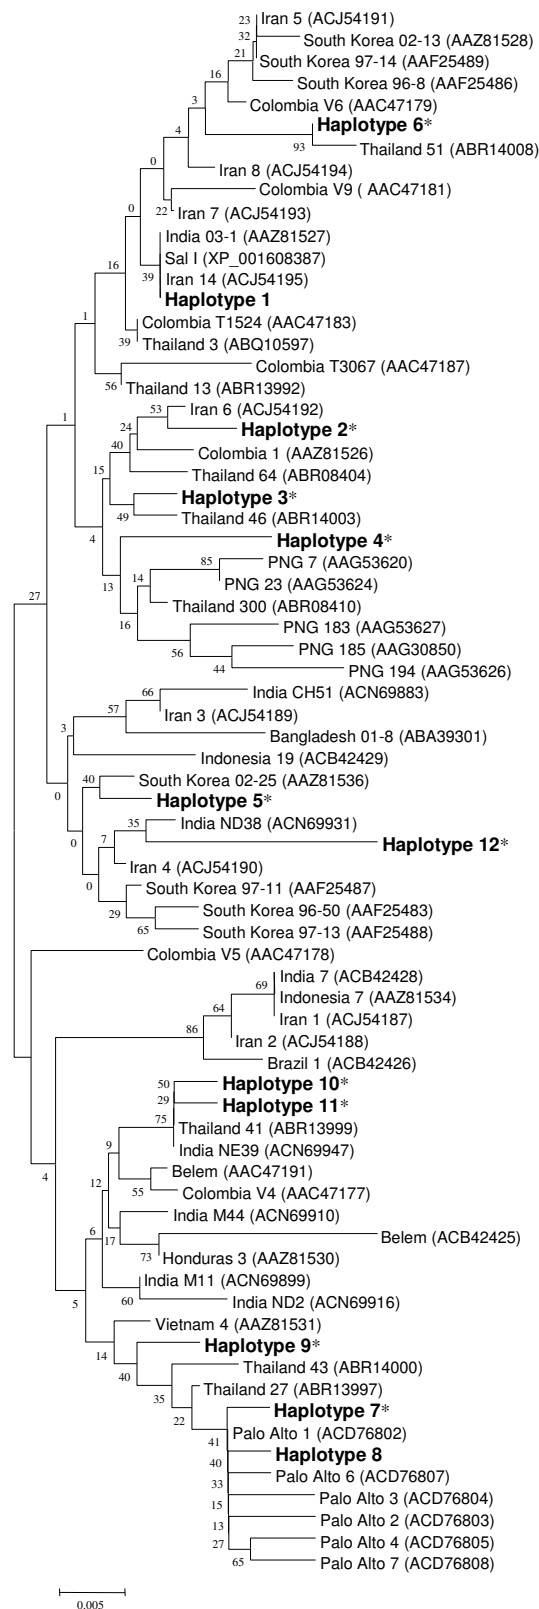 Iran 5 (ACJ54191)
South Korea 02-13 (AAZ81528)
South Korea 97-14 (AAF25489)
South Korea 96-8 (AAF25486)
Colombia V6 (AAC47179)
Haplotype 6*
Thailand 51 (ABR14008)
Iran 8 (ACJ54194)
Colombia V9 ( AAC47181)
Iran 7 (ACJ54193)
India 03-1 (AAZ81527)
Sal I (XP_001608387)
Iran 14 (ACJ54195)
Haplotype 1
Colombia T1524 (AAC47183)
Thailand 3 (ABQ10597)
Colombia T3067 (AAC47187)
Thailand 13 (ABR13992)
Iran 6 (ACJ54192)
Haplotype 2*
Colombia 1 (AAZ81526)
Thailand 64 (ABR08404)
Haplotype 3*
Thailand 46 (ABR14003)
Haplotype 4*
PNG 7 (AAG53620)
PNG 23 (AAG53624)
Thailand 300 (ABR08410)
PNG 183 (AAG53627)
PNG 185 (AAG30850)
PNG 194 (AAG53626)
India CH51 (ACN69883)
Iran 3 (ACJ54189)
Bangladesh 01-8 (ABA39301)
Indonesia 19 (ACB42429)
South Korea 02-25 (AAZ81536)
Haplotype 5*
India ND38 (ACN69931)
Haplotype 12*
Iran 4 (ACJ54190)
South Korea 97-11 (AAF25487)
South Korea 96-50 (AAF25483)
South Korea 97-13 (AAF25488)
Colombia V5 (AAC47178)
India 7 (ACB42428)
Indonesia 7 (AAZ81534)
Iran 1 (ACJ54187)
Iran 2 (ACJ54188)
Brazil 1 (ACB42426)
Haplotype 10*
Haplotype 11*
Thailand 41 (ABR13999)
India NE39 (ACN69947)
Belem (AAC47191)
Colombia V4 (AAC47177)
India M44 (ACN69910)
Belem (ACB42425)
Honduras 3 (AAZ81530)
India M11 (ACN69899)
India ND2 (ACN69916)
Vietnam 4 (AAZ81531)
Haplotype 9*
Thailand 43 (ABR14000)
Thailand 27 (ABR13997)
Haplotype 7*
Palo Alto 1 (ACD76802)
Haplotype 8
Palo Alto 6 (ACD76807)
Palo Alto 3 (ACD76804)
Palo Alto 2 (ACD76803)
Palo Alto 4 (ACD76805)
Palo Alto 7 (ACD76808)
23
32
21
16
3
93
4
0
22
0
39
16
39
1
56
1
53
24
40
15
49
4
85
14
13
16
56
44
27
66
57
3
0
40
0
35
7
0
29
65
69
64
86
4
50
29
75
9
55
12
17
73
6
60
5
14
40
35
22
41
40
33
15
13
27
65
0.005